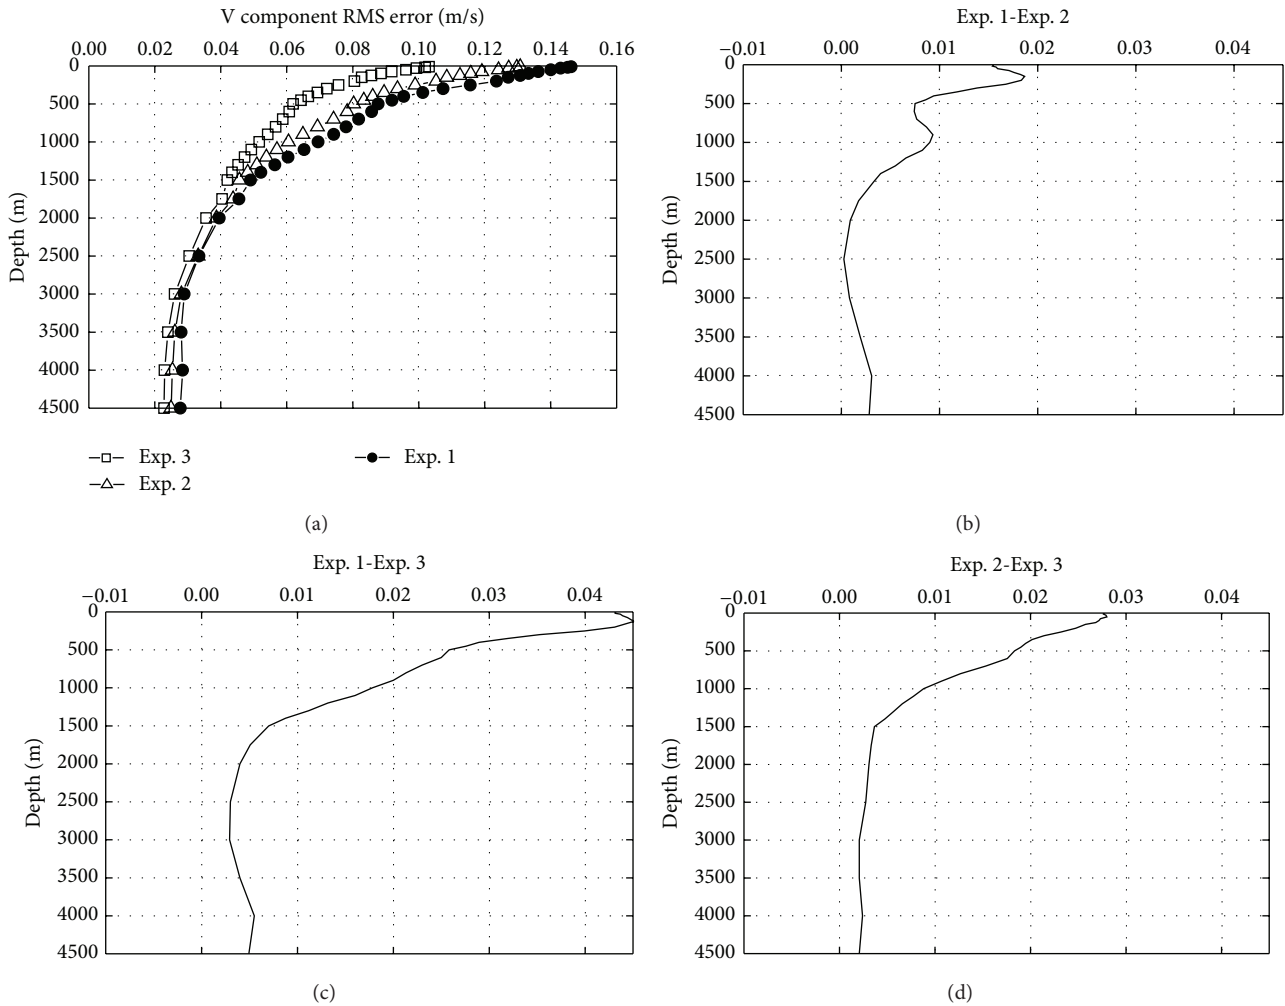 V component RMS error (m/s)
0.00 0.02 0.04 0.06 0.08 0.10 0.12 0.14 0.16
0
500
1000
1500
2000
2500
3000
3500
4000
4500
Depth (m)
Exp. 3
Exp. 2
Exp. 1
(a)
Exp. 1-Exp. 2
−0.01 0.00 0.01 0.02 0.03 0.04
0
500
1000
1500
2000
2500
3000
3500
4000
4500
Depth (m)
(b)
Exp. 1-Exp. 3
−0.01 0.00 0.01 0.02 0.03 0.04
0
500
1000
1500
2000
2500
3000
3500
4000
4500
Depth (m)
(c)
Exp. 2-Exp. 3
−0.01 0.00 0.01 0.02 0.03 0.04
0
500
1000
1500
2000
2500
3000
3500
4000
4500
Depth (m)
(d)